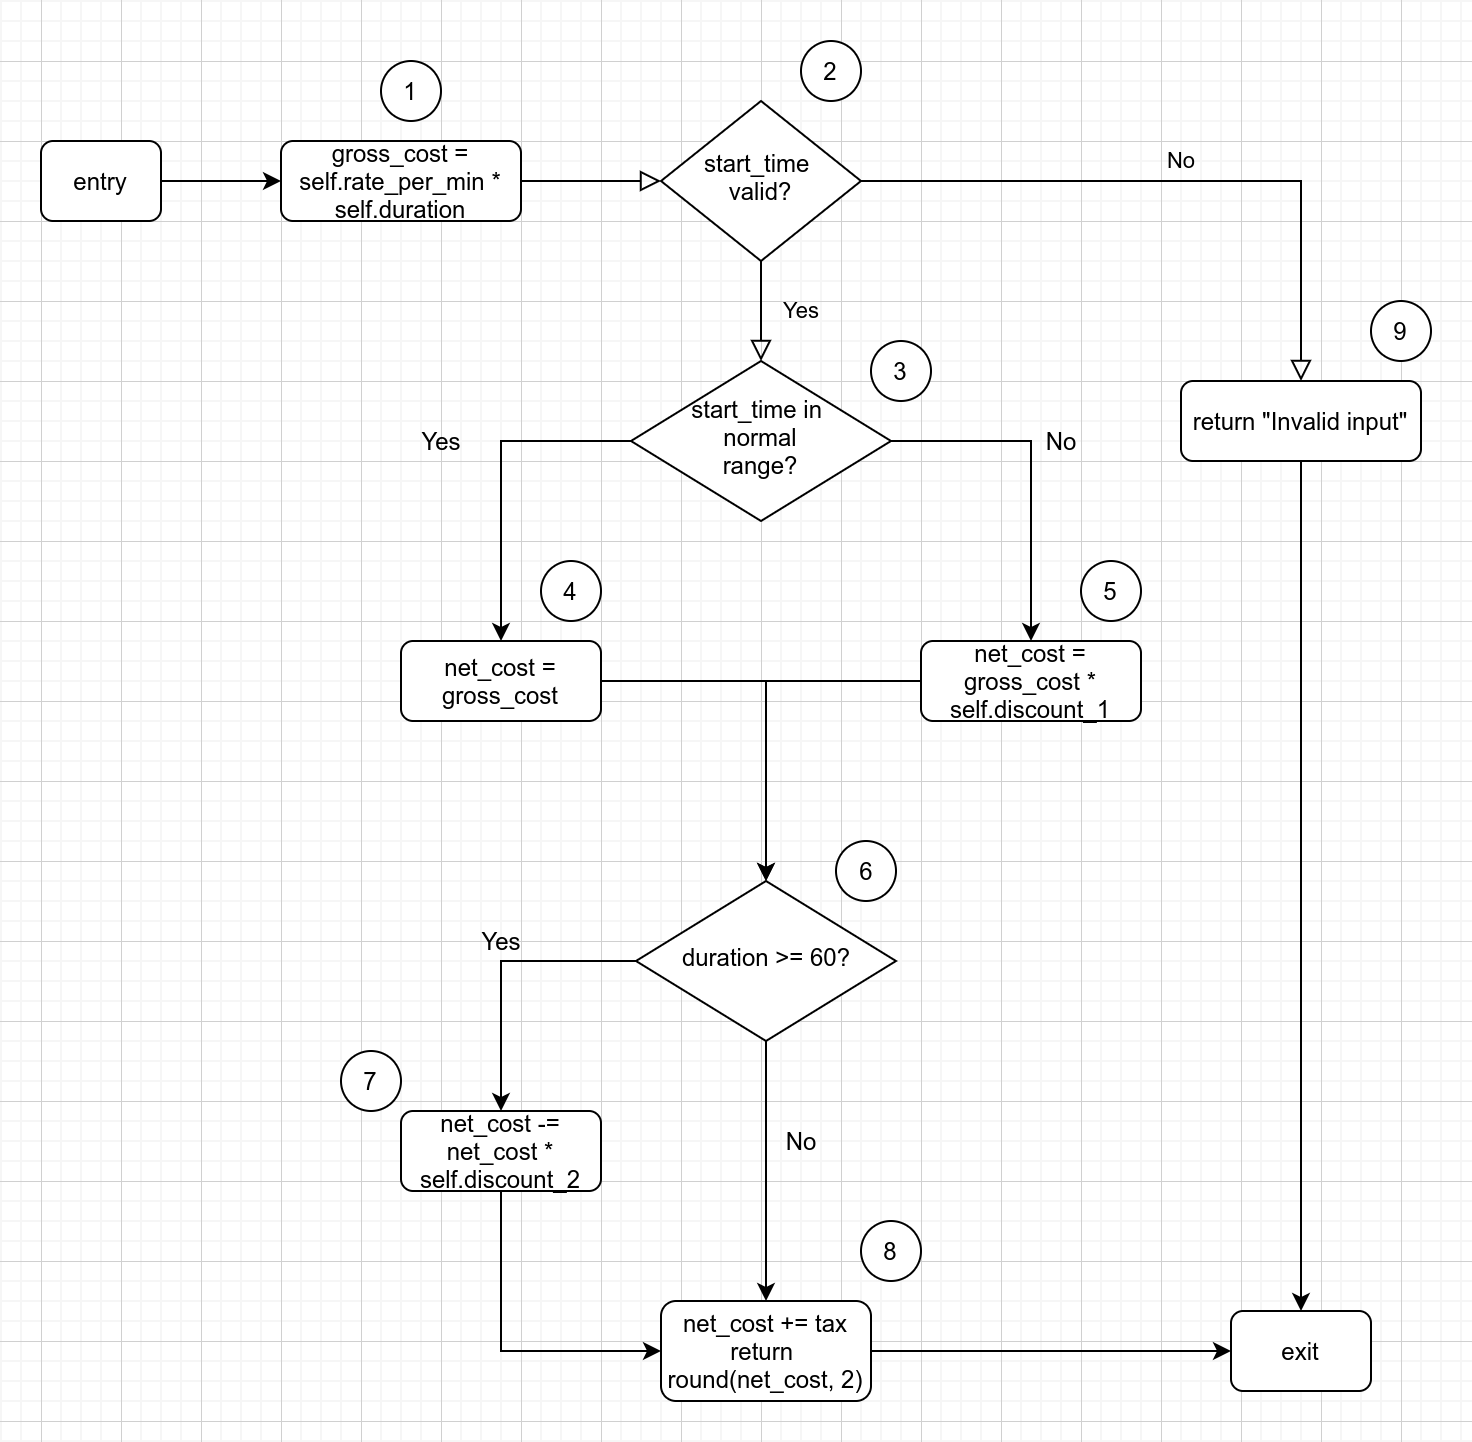 1
2
entry
gross_cost =
self.rate_per_min *
self.duration
start_time
valid?
No
Yes
9
3
return "Invalid input"
start_time in
normal
range?
Yes
No
4
5
net_cost =
gross_cost
net_cost =
gross_cost *
self.discount_1
6
duration >= 60?
Yes
7
net_cost -=
net_cost *
self.discount_2
No
8
net_cost += tax
return
round(net_cost, 2)
exit